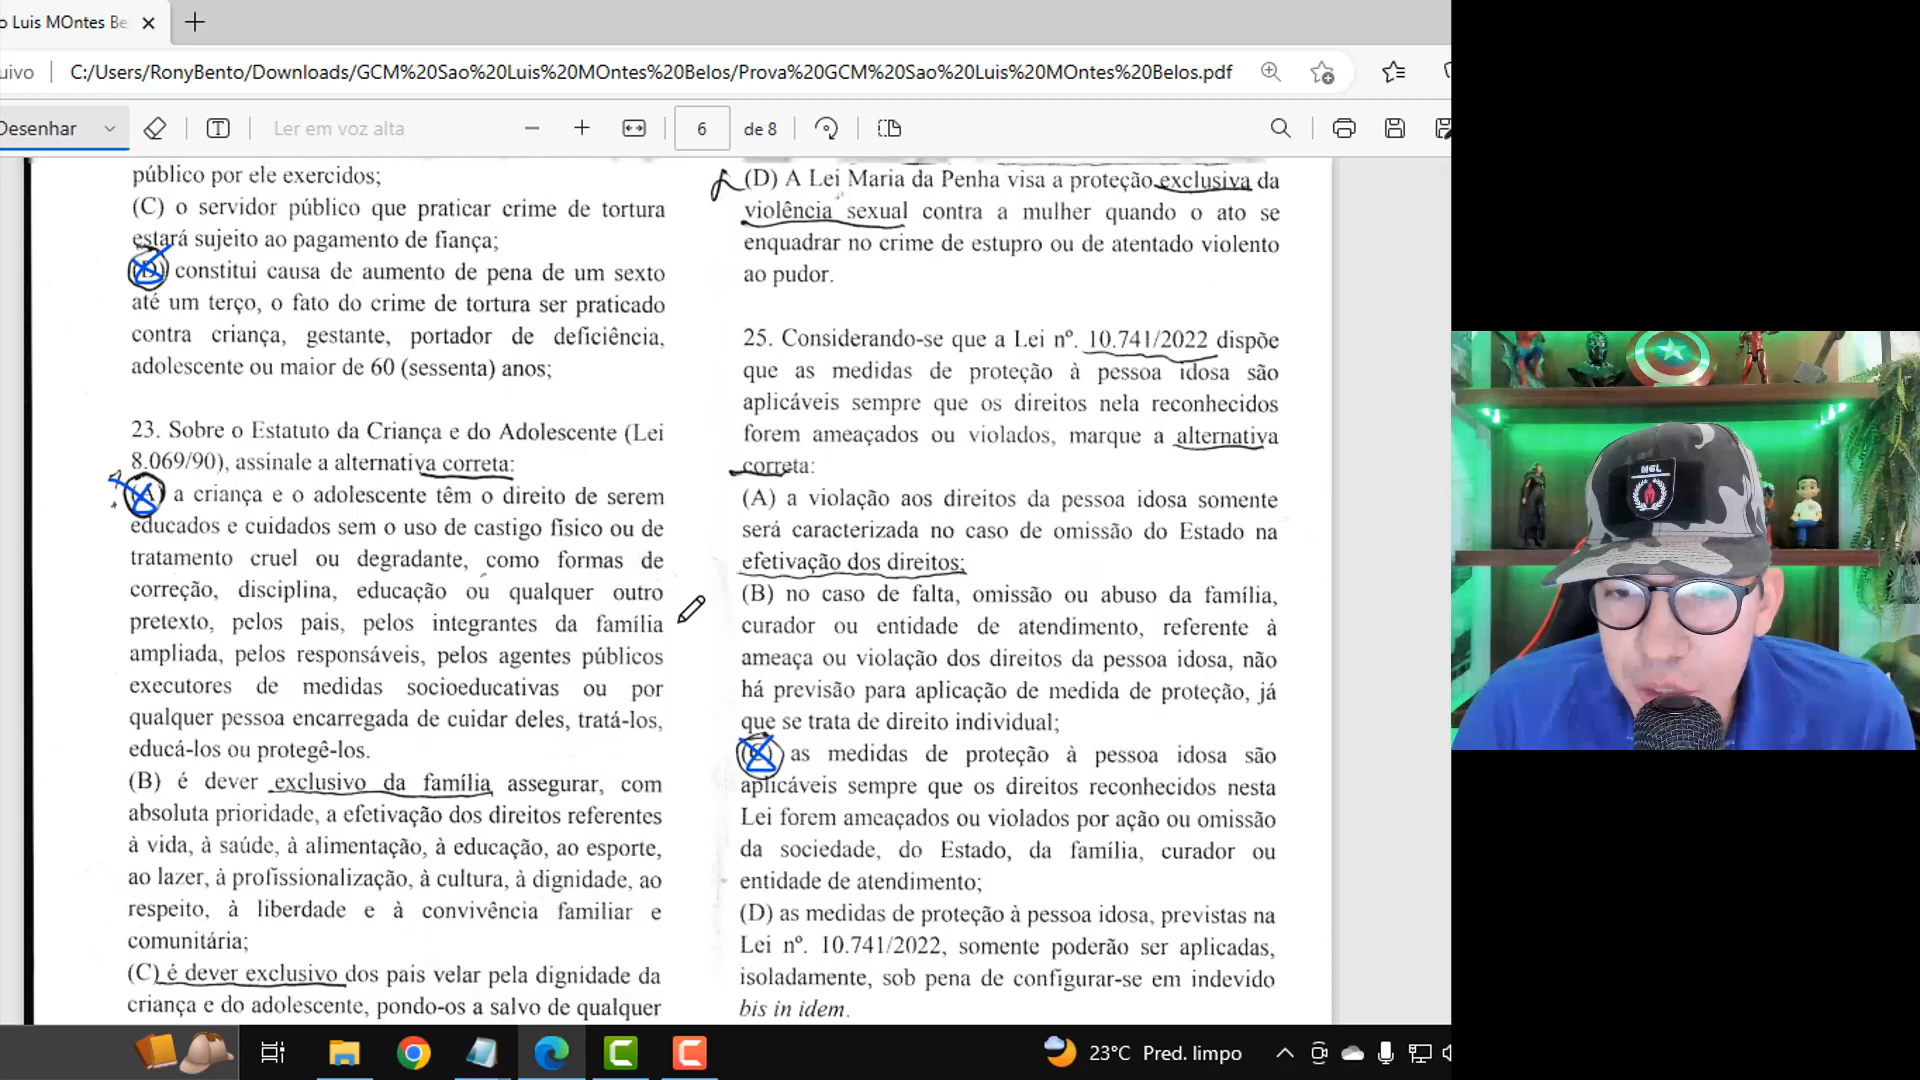 o Luis MOntes Be
uivo
C:/Users/RonyBento/Downloads/GCM%20Sao%20Luis%20MOntes%20Belos/Prova%20GCM%20Sao%20Luis%20MOntes%20Belos.pdf
Desenhar
Ler em voz alta
6
de 8
público por ele exercidos;
(C) o servidor público que praticar crime de tortura
estará sujeito ao pagamento de fiança;
(D) constitui causa de aumento de pena de um sexto
até um terço, o fato do crime de tortura ser praticado
contra criança, gestante, portador de deficiência,
adolescente ou maior de 60 (sessenta) anos;
23. Sobre o Estatuto da Criança e do Adolescente (Lei
8.069/90), assinale a alternativa correta:
(A) a criança e o adolescente têm o direito de serem
educados e cuidados sem o uso de castigo físico ou de
tratamento cruel ou degradante, como formas de
correção, disciplina, educação ou qualquer outro
pretexto, pelos pais, pelos integrantes da família
ampliada, pelos responsáveis, pelos agentes públicos
executores de medidas socioeducativas ou por
qualquer pessoa encarregada de cuidar deles, tratá-los,
educá-los ou protegê-los.
(B) é dever exclusivo da família assegurar, com
absoluta prioridade, a efetivação dos direitos referentes
à vida, à saúde, à alimentação, à educação, ao esporte,
ao lazer, à profissionalização, à cultura, à dignidade, ao
respeito, à liberdade e à convivência familiar e
comunitária;
(C) é dever exclusivo dos pais velar pela dignidade da
criança e do adolescente, pondo-os a salvo de qualquer
(D) A Lei Maria da Penha visa a proteção exclusiva da
violência sexual contra a mulher quando o ato se
enquadrar no crime de estupro ou de atentado violento
ao pudor.
25. Considerando-se que a Lei nº. 10.741/2022 dispõe
que as medidas de proteção à pessoa idosa são
aplicáveis sempre que os direitos nela reconhecidos
forem ameaçados ou violados, marque a alternativa
correta:
(A) a violação aos direitos da pessoa idosa somente
será caracterizada no caso de omissão do Estado na
efetivação dos direitos;
(B) no caso de falta, omissão ou abuso da família,
curador ou entidade de atendimento, referente à
ameaça ou violação dos direitos da pessoa idosa, não
há previsão para aplicação de medida de proteção, já
que se trata de direito individual;
(C) as medidas de proteção à pessoa idosa são
aplicáveis sempre que os direitos reconhecidos nesta
Lei forem ameaçados ou violados por ação ou omissão
da sociedade, do Estado, da família, curador ou
entidade de atendimento;
(D) as medidas de proteção à pessoa idosa, previstas na
Lei nº. 10.741/2022, somente poderão ser aplicadas,
isoladamente, sob pena de configurar-se em indevido
bis in idem.
MGL
23°C Pred. limpo